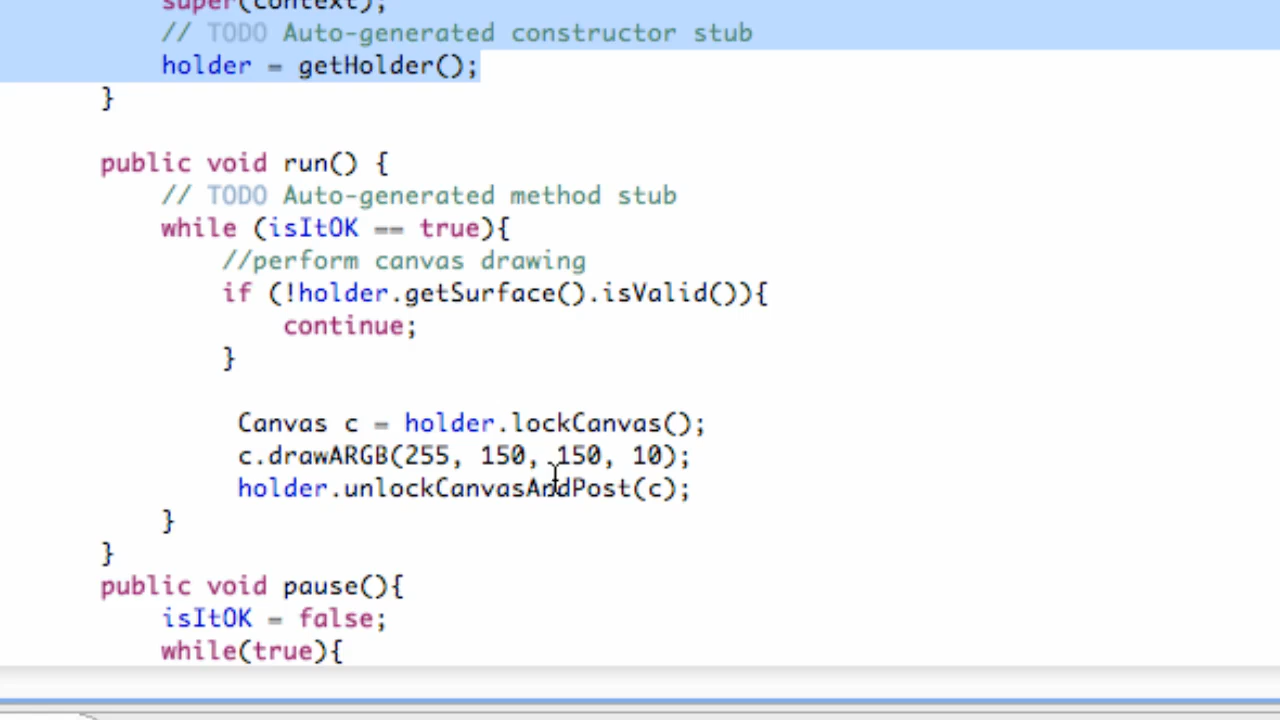 super(context);
// TODO Auto-generated constructor stub
holder = getHolder();
}
public void run() {
// TODO Auto-generated method stub
while (isItOK == true){
//perform canvas drawing
if (!holder.getSurface().isValid()){
continue;
}
Canvas c = holder.lockCanvas();
c.drawARGB(255, 150, 150, 10);
holder.unlockCanvasAndPost(c);
}
}
public void pause(){
isItOK = false;
while(true){